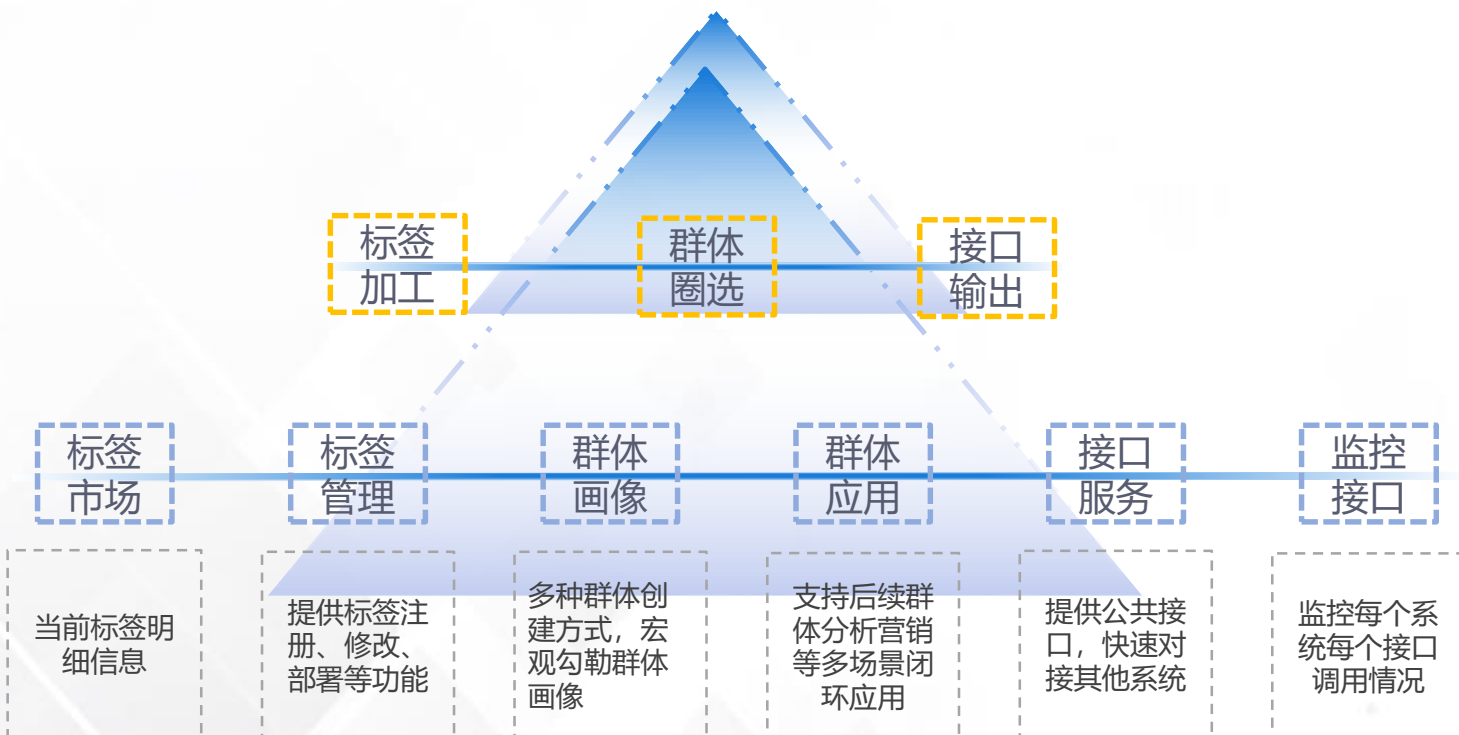 标签
加工
群体
圈选
接口
输出
标签
市场
标签
管理
群体
画像
群体
应用
接口
服务
监控
接口
当前标签明
细信息
提供标签注
册、修改、
部署等功能
多种群体创
建方式，宏
观勾勒群体
画像
支持后续群
体分析营销
等多场景闭
环应用
提供公共接
口，快速对
接其他系统
监控每个系
统每个接口
调用情况